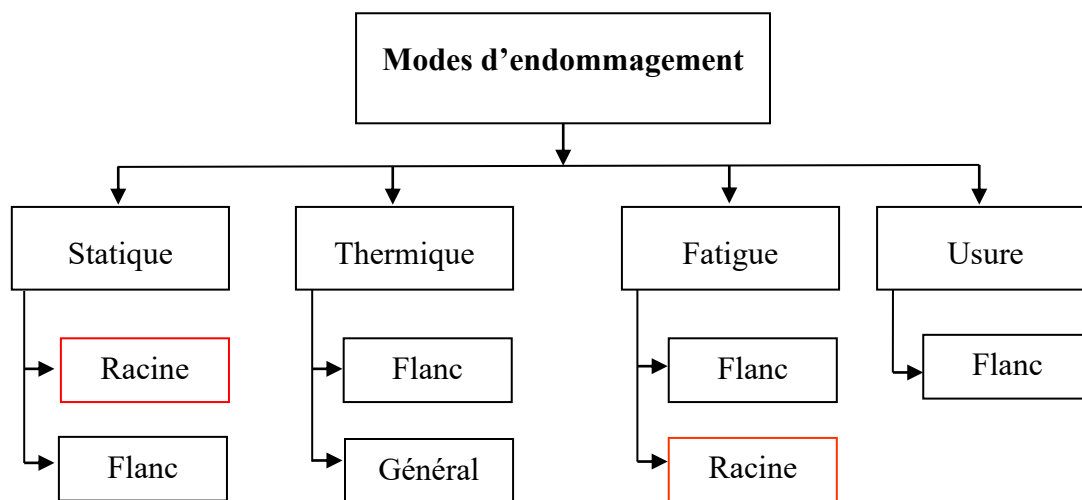 Modes d’endommagement
Statique
Thermique
Fatigue
Usure
Racine
Flanc
Flanc
Flanc
Flanc
Général
Racine